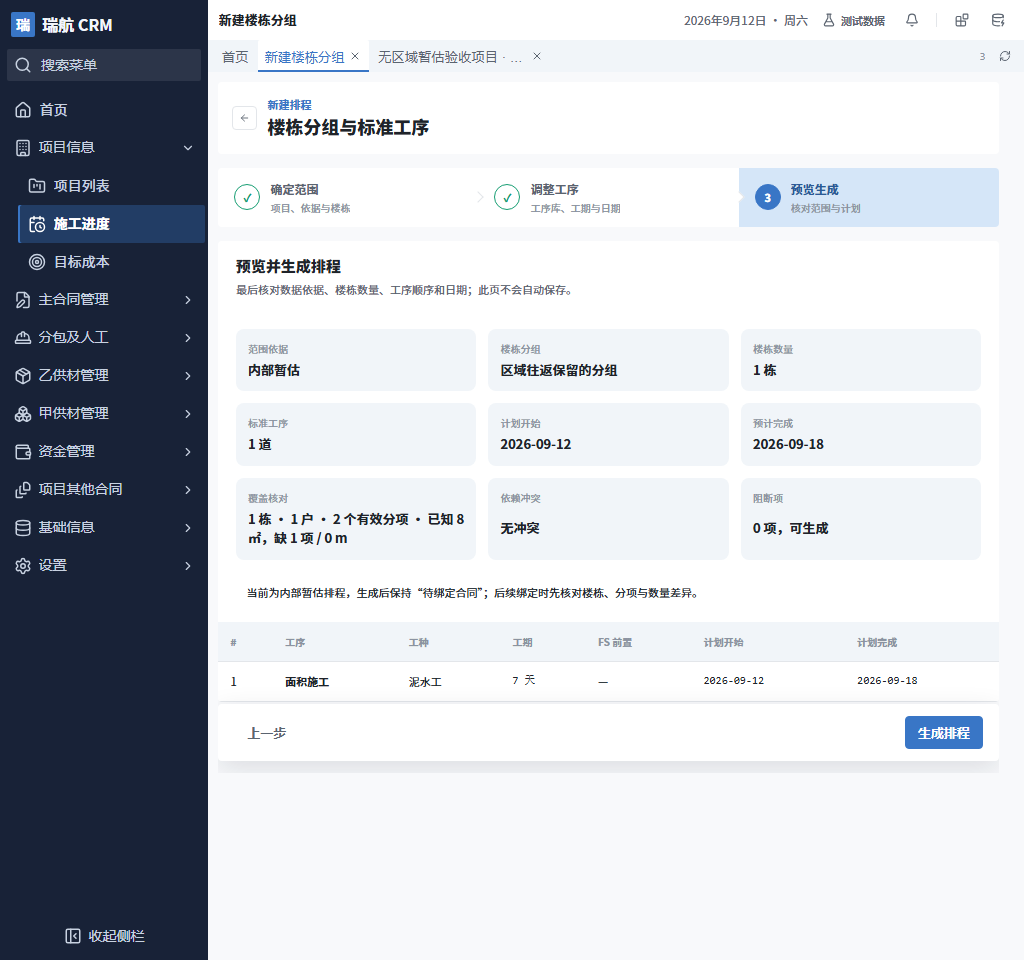 瑞 瑞航 CRM
搜索菜单
首页
项目信息
项目列表
施工进度
目标成本
主合同管理
分包及人工
乙供材管理
甲供材管理
资金管理
项目其他合同
基础信息
设置
收起侧栏
新建楼栋分组
2026年9月12日 · 周六 测试数据
首页 新建楼栋分组 无区域暂估验收项目 · … 3
新建排程
楼栋分组与标准工序
确定范围
项目、依据与楼栋
调整工序
工序库、工期与日期
3 预览生成
核对范围与计划
预览并生成排程
最后核对数据依据、楼栋数量、工序顺序和日期；此页不会自动保存。
范围依据
内部暂估
楼栋分组
区域往返保留的分组
楼栋数量
1 栋
标准工序
1 道
计划开始
2026-09-12
预计完成
2026-09-18
覆盖核对
1 栋 · 1 户 · 2 个有效分项 · 已知 8
㎡，缺 1 项 / 0 m
依赖冲突
无冲突
阻断项
0 项，可生成
当前为内部暂估排程，生成后保持“待绑定合同”；后续绑定时先核对楼栋、分项与数量差异。
# 工序 工种 工期 FS 前置 计划开始 计划完成
1 面积施工 泥水工 7 天 — 2026-09-12 2026-09-18
上一步 生成排程